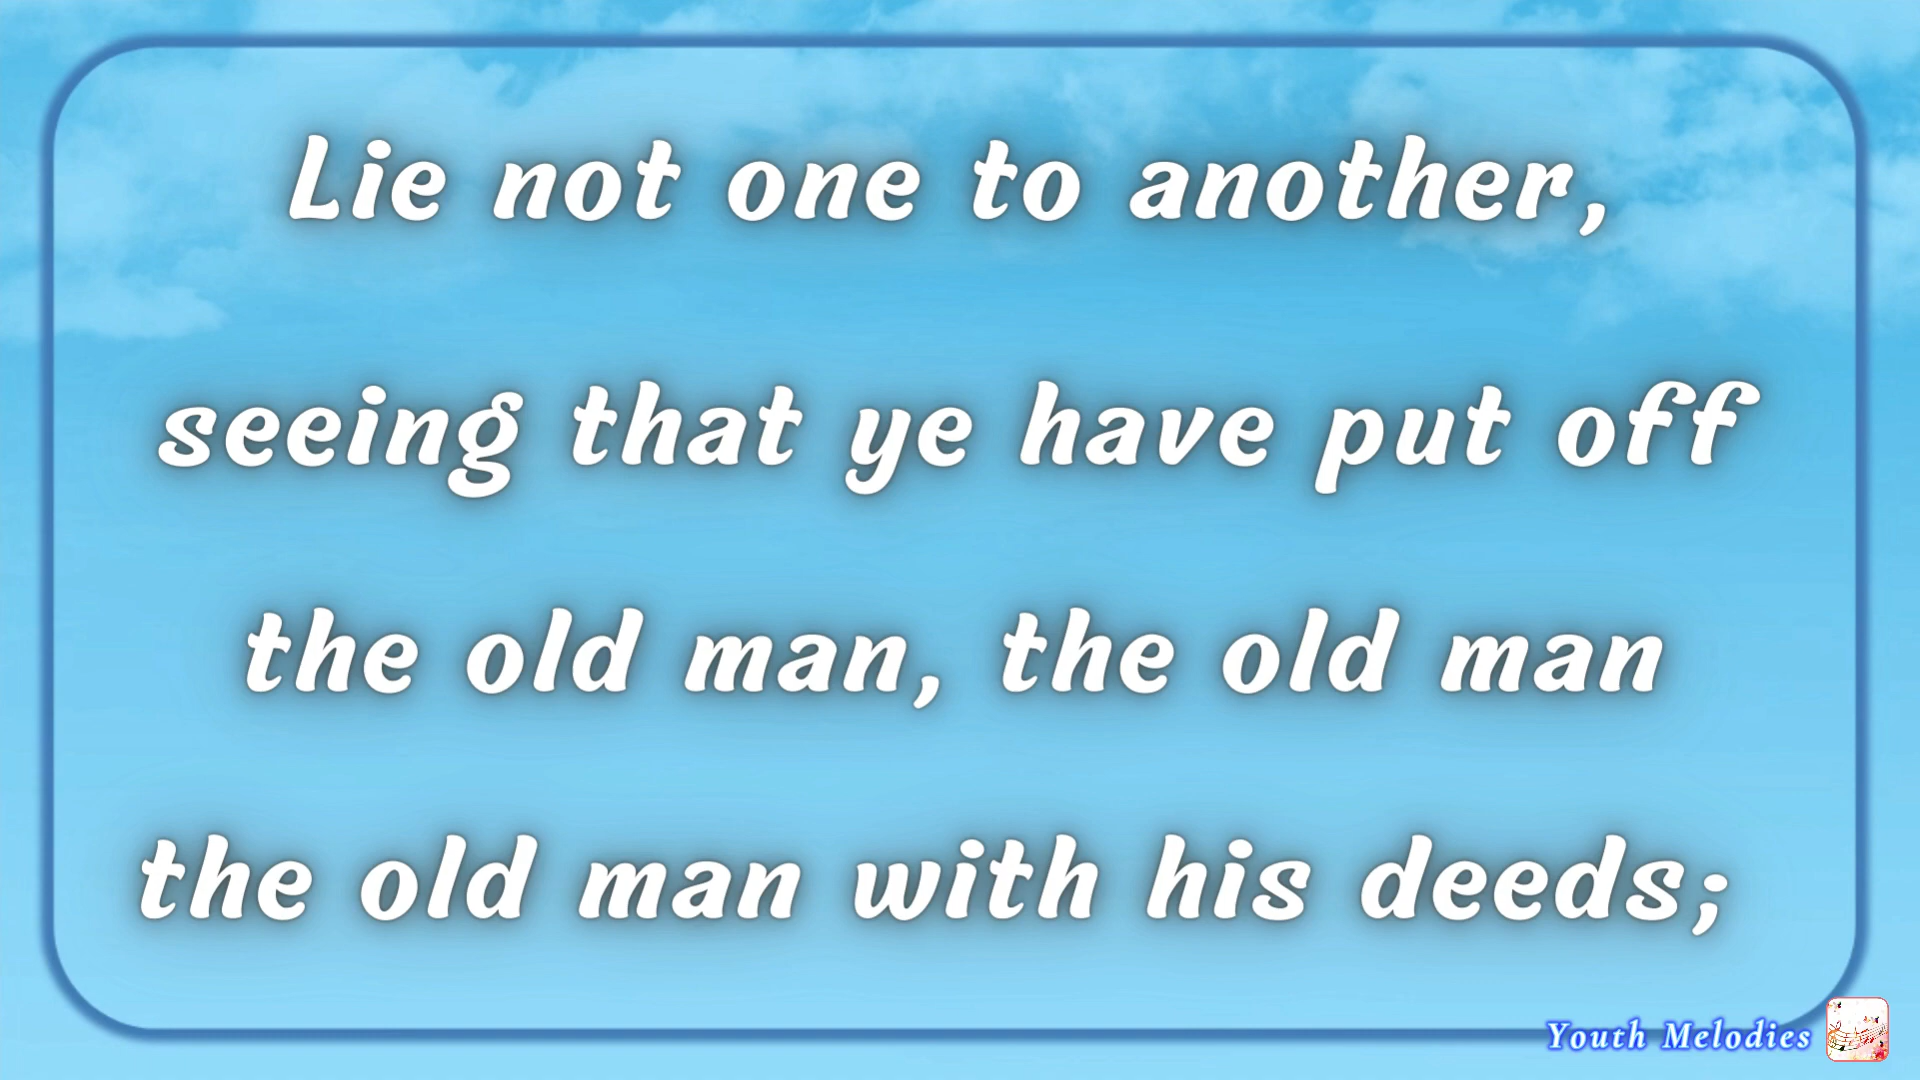 Lie not one to another,
seeing that ye have put off
the old man, the old man
the old man with his deeds;
Youth Melodies